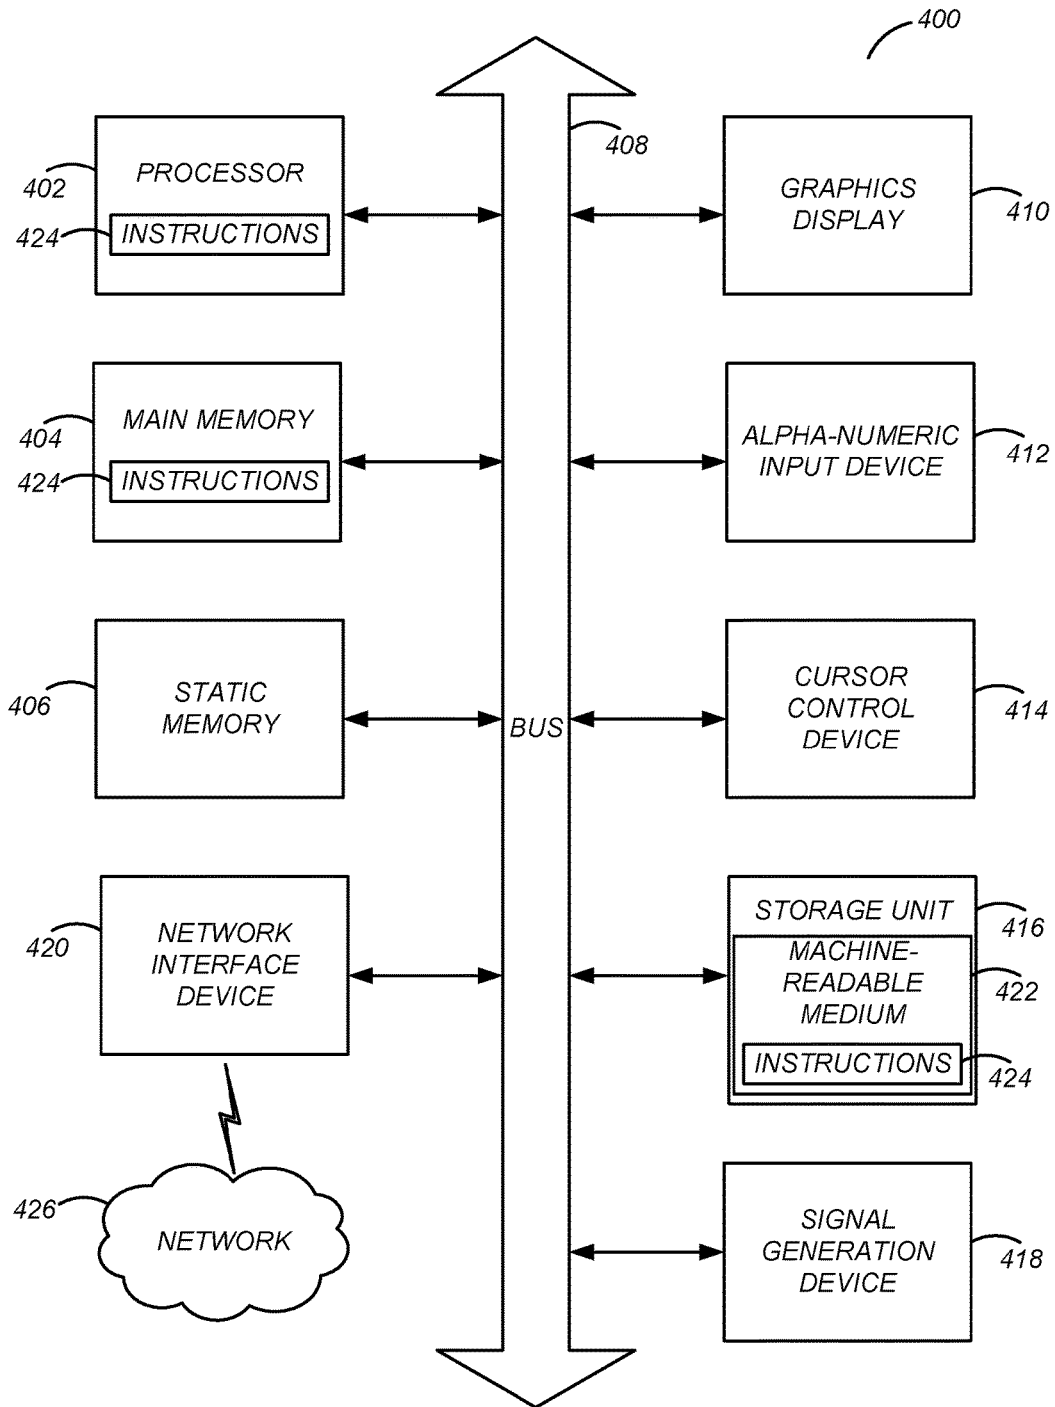 400
408
402
PROCESSOR
424
INSTRUCTIONS
GRAPHICS
DISPLAY
410
404
MAIN MEMORY
424
INSTRUCTIONS
ALPHA-NUMERIC
INPUT DEVICE
412
406
STATIC
MEMORY
BUS
CURSOR
CONTROL
DEVICE
414
420
NETWORK
INTERFACE
DEVICE
STORAGE UNIT
416
MACHINE-
READABLE
MEDIUM
422
INSTRUCTIONS
424
426
NETWORK
SIGNAL
GENERATION
DEVICE
418